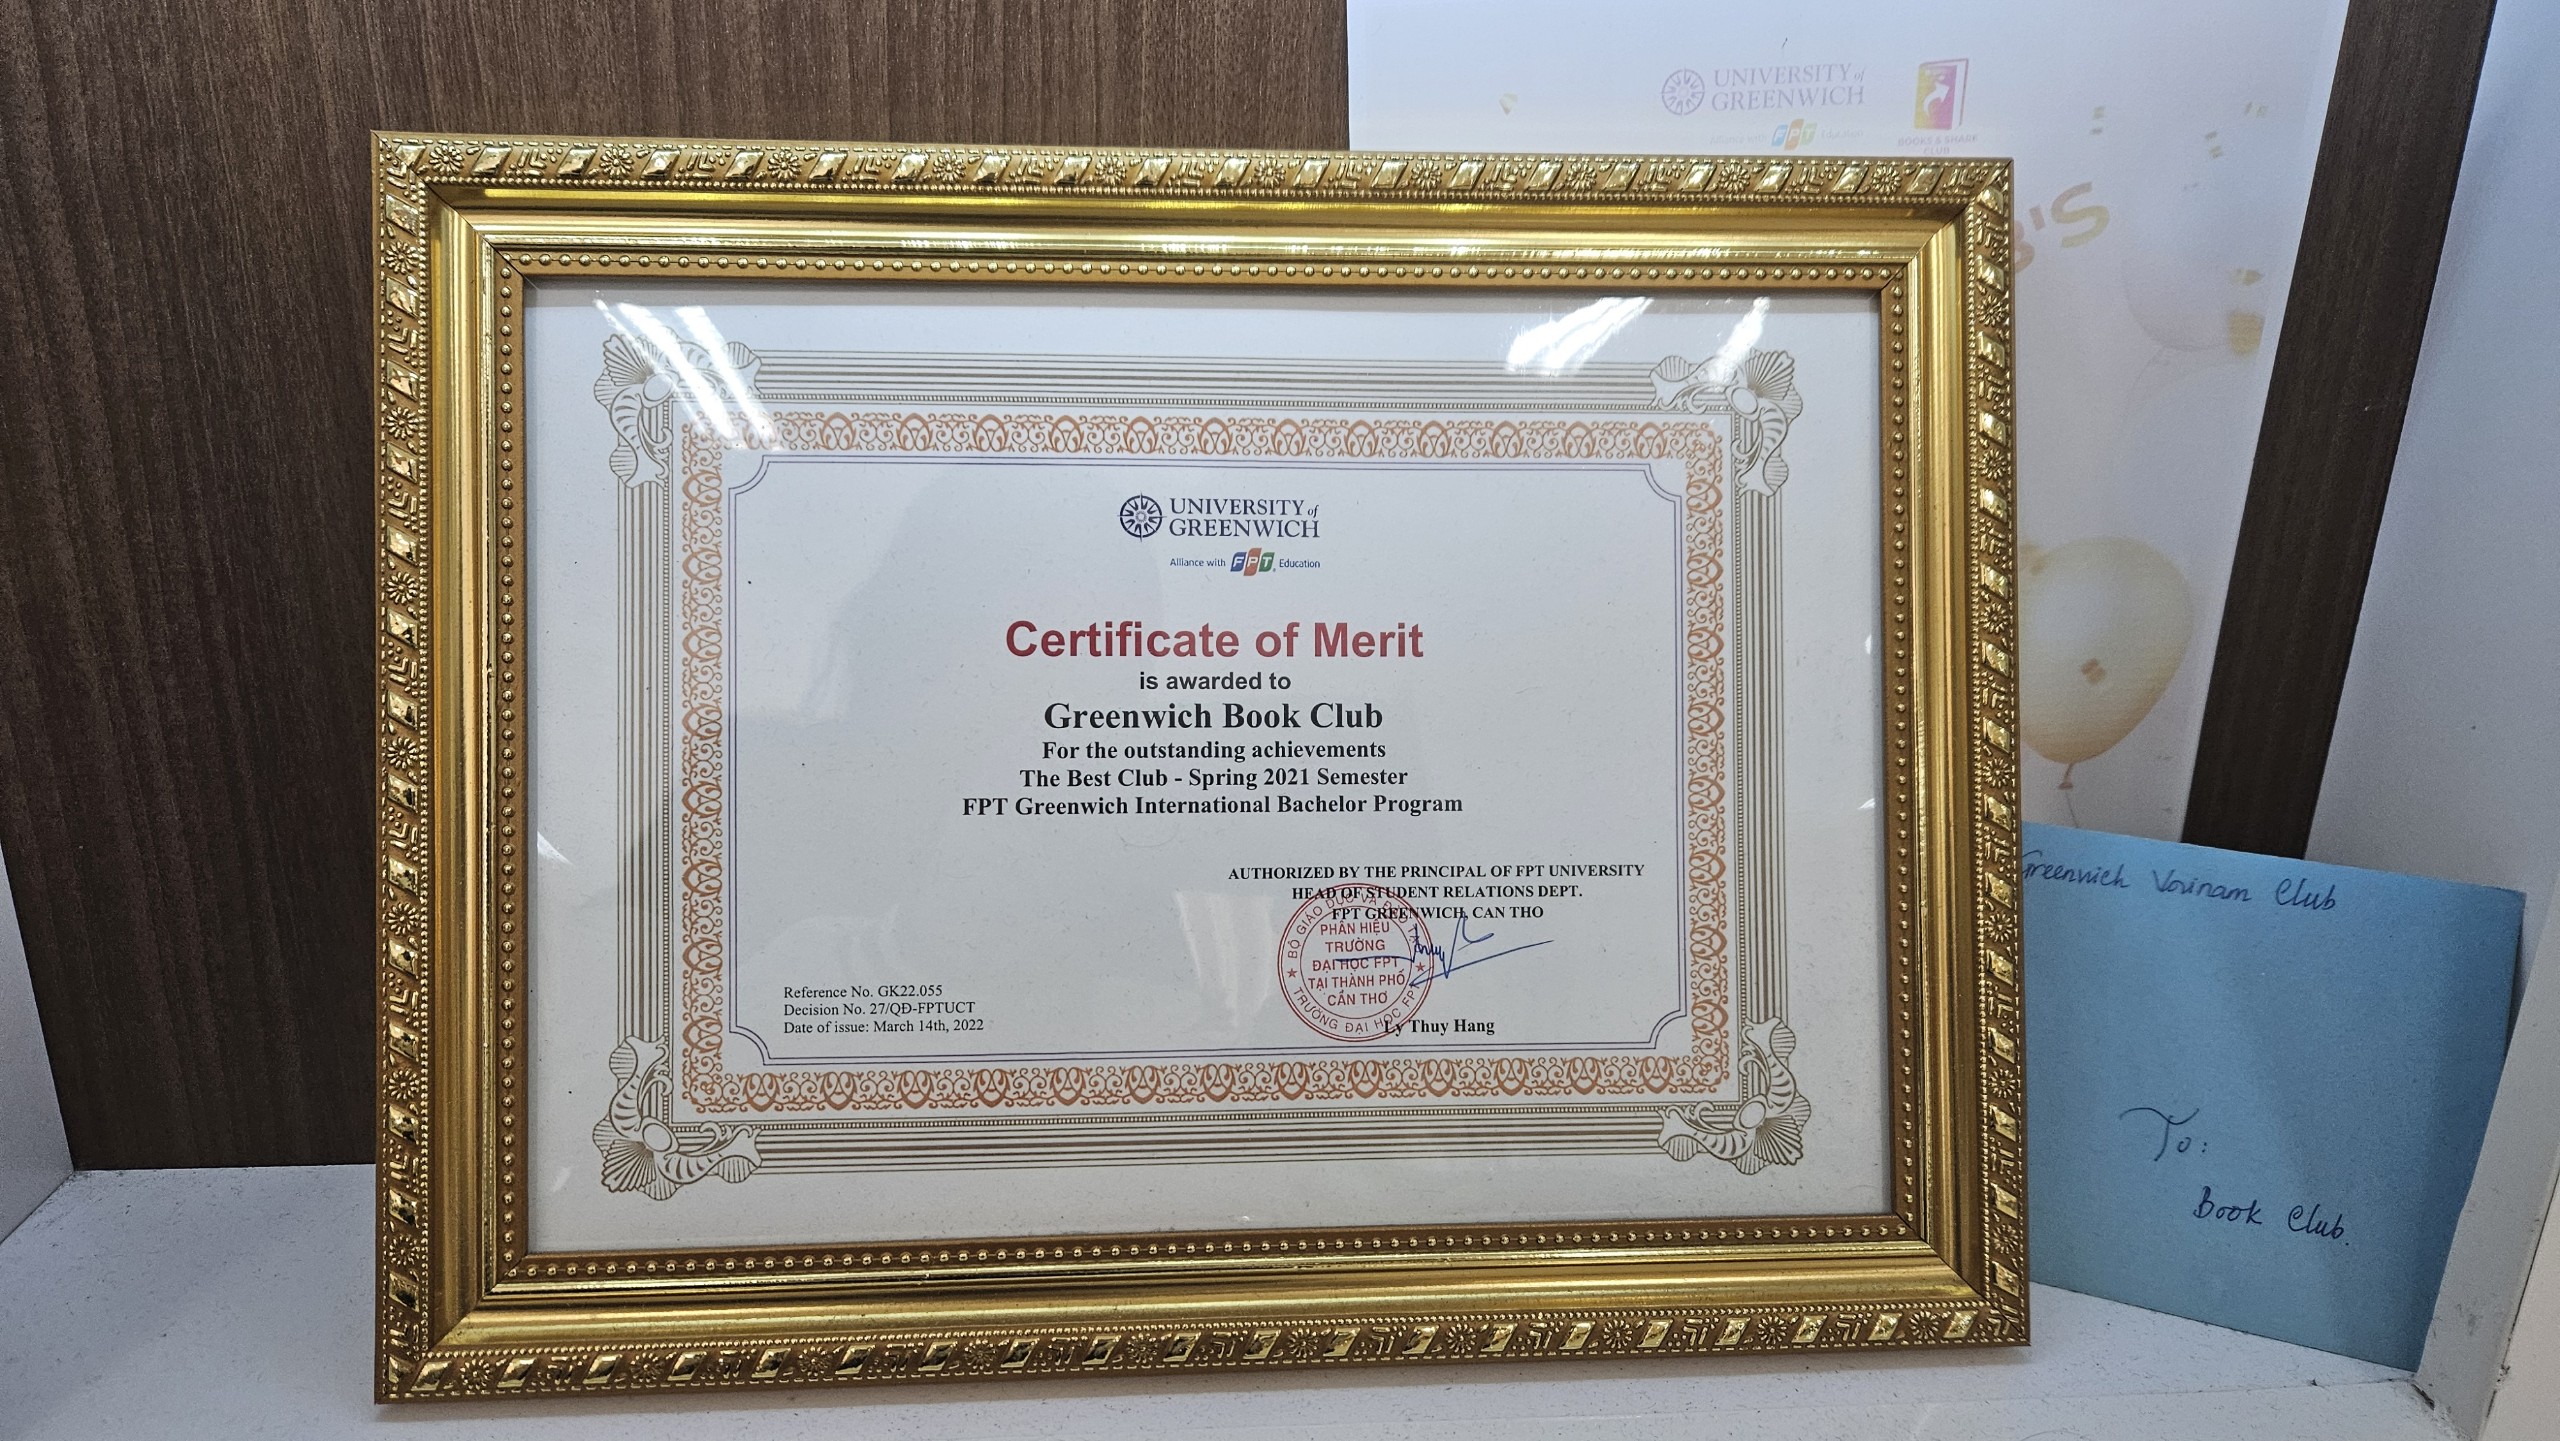 UNIVERSITY of
GREENWICH
Alliance with FPT Education
BOOKS & SHARE
CLUB
B'S
UNIVERSITY of
GREENWICH
Alliance with FPT Education
Certificate of Merit
is awarded to
Greenwich Book Club
For the outstanding achievements
The Best Club - Spring 2021 Semester
FPT Greenwich International Bachelor Program
AUTHORIZED BY THE PRINCIPAL OF FPT UNIVERSITY
HEAD OF STUDENT RELATIONS DEPT.
FPT GREENWICH, CAN THO
BỘ GIÁO DỤC VÀ ĐÀO TẠO
PHÂN HIỆU
TRƯỜNG
ĐẠI HỌC FPT
TẠI THÀNH PHỐ
CẦN THƠ
TRƯỜNG ĐẠI HỌC FPT
Ly Thuy Hang
Reference No. GK22.055
Decision No. 27/QĐ-FPTUCT
Date of issue: March 14th, 2022
Greenwich Vovinam Club
To:
Book Club.